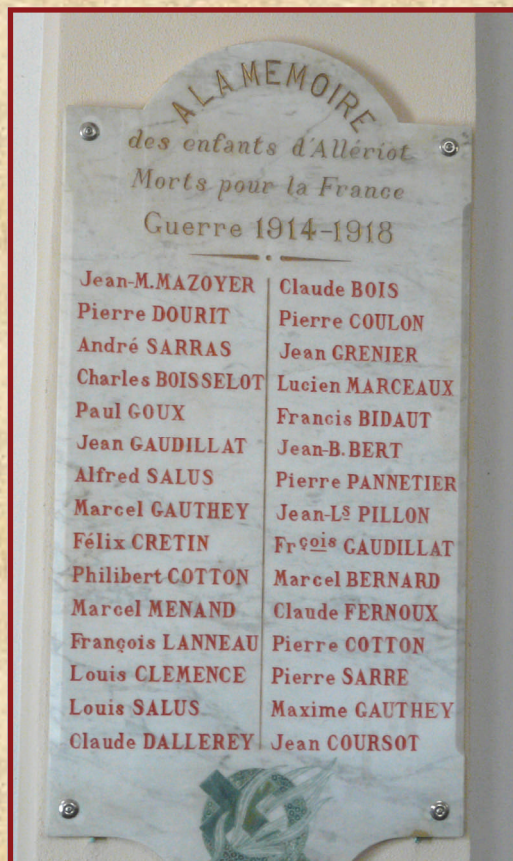 A LA MEMOIRE
des enfants d'Allériot
Morts pour la France
Guerre 1914-1918
Jean-M. MAZOYER
Pierre DOURIT
André SARRAS
Charles BOISSELOT
Paul GOUX
Jean GAUDILLAT
Alfred SALUS
Marcel GAUTHEY
Félix CRETIN
Philibert COTTON
Marcel MENAND
François LANNEAU
Louis CLEMENCE
Louis SALUS
Claude DALLEREY
Claude BOIS
Pierre COULON
Jean GRENIER
Lucien MARCEAUX
Francis BIDAUT
Jean-B. BERT
Pierre PANNETIER
Jean-Ls PILLON
Frçois GAUDILLAT
Marcel BERNARD
Claude FERNOUX
Pierre COTTON
Pierre SARRE
Maxime GAUTHEY
Jean COURSOT